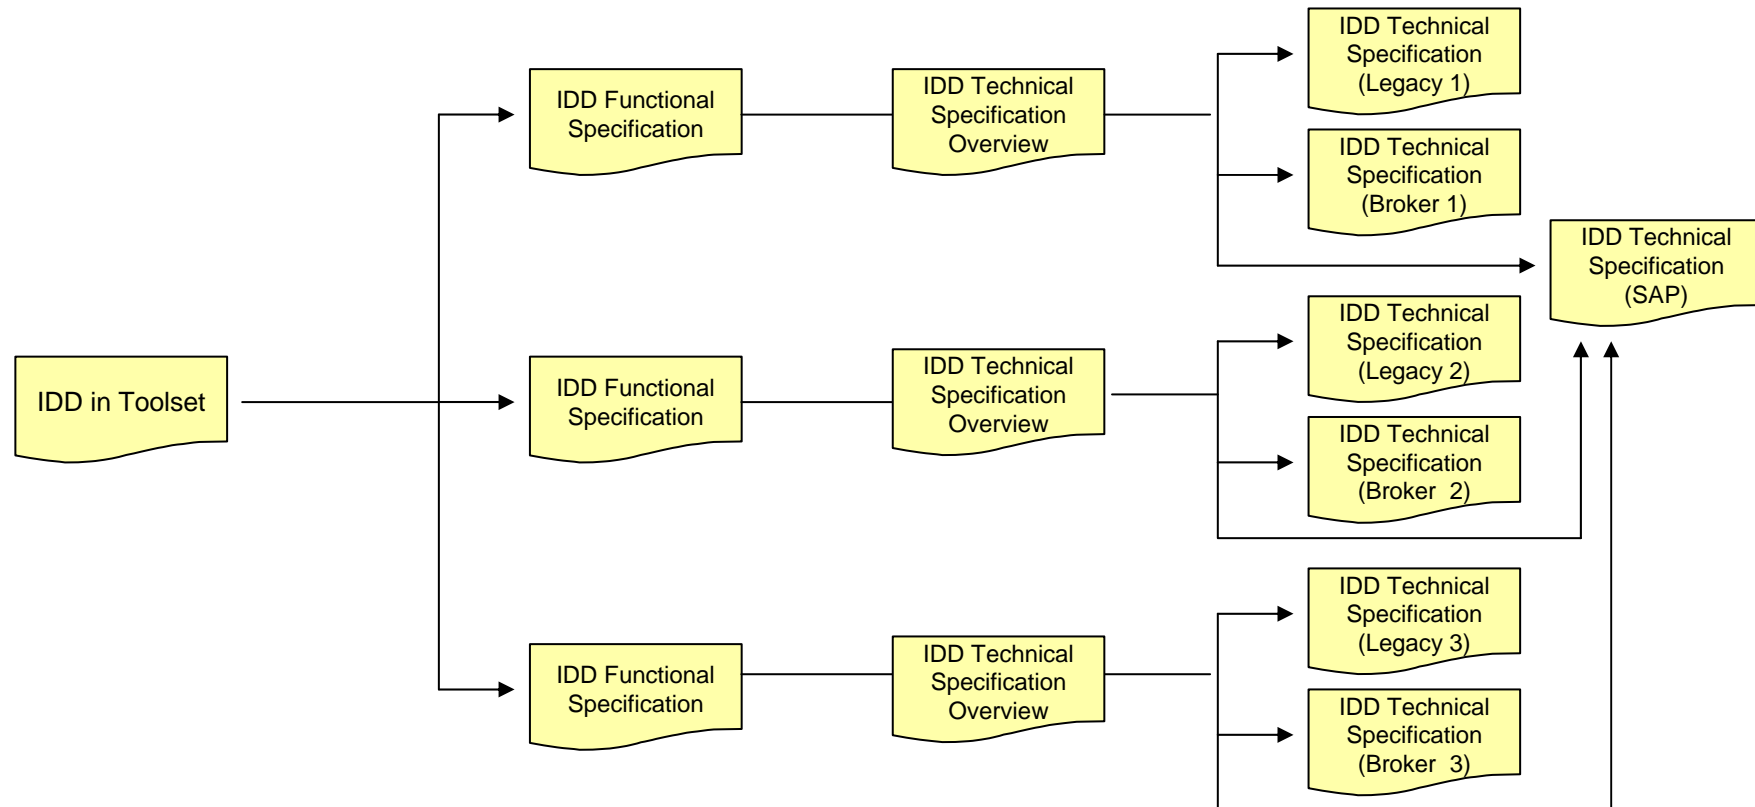 IDD Technical
Specification
(Legacy 1)
IDD Functional
Specification
IDD Technical
Specification
Overview
IDD Technical
Specification
(Broker 1)
IDD Technical
Specification
(SAP)
IDD Technical
Specification
(Legacy 2)
IDD in Toolset
IDD Functional
Specification
IDD Technical
Specification
Overview
IDD Technical
Specification
(Broker  2)
IDD Technical
Specification
(Legacy 3)
IDD Functional
Specification
IDD Technical
Specification
Overview
IDD Technical
Specification
(Broker  3)